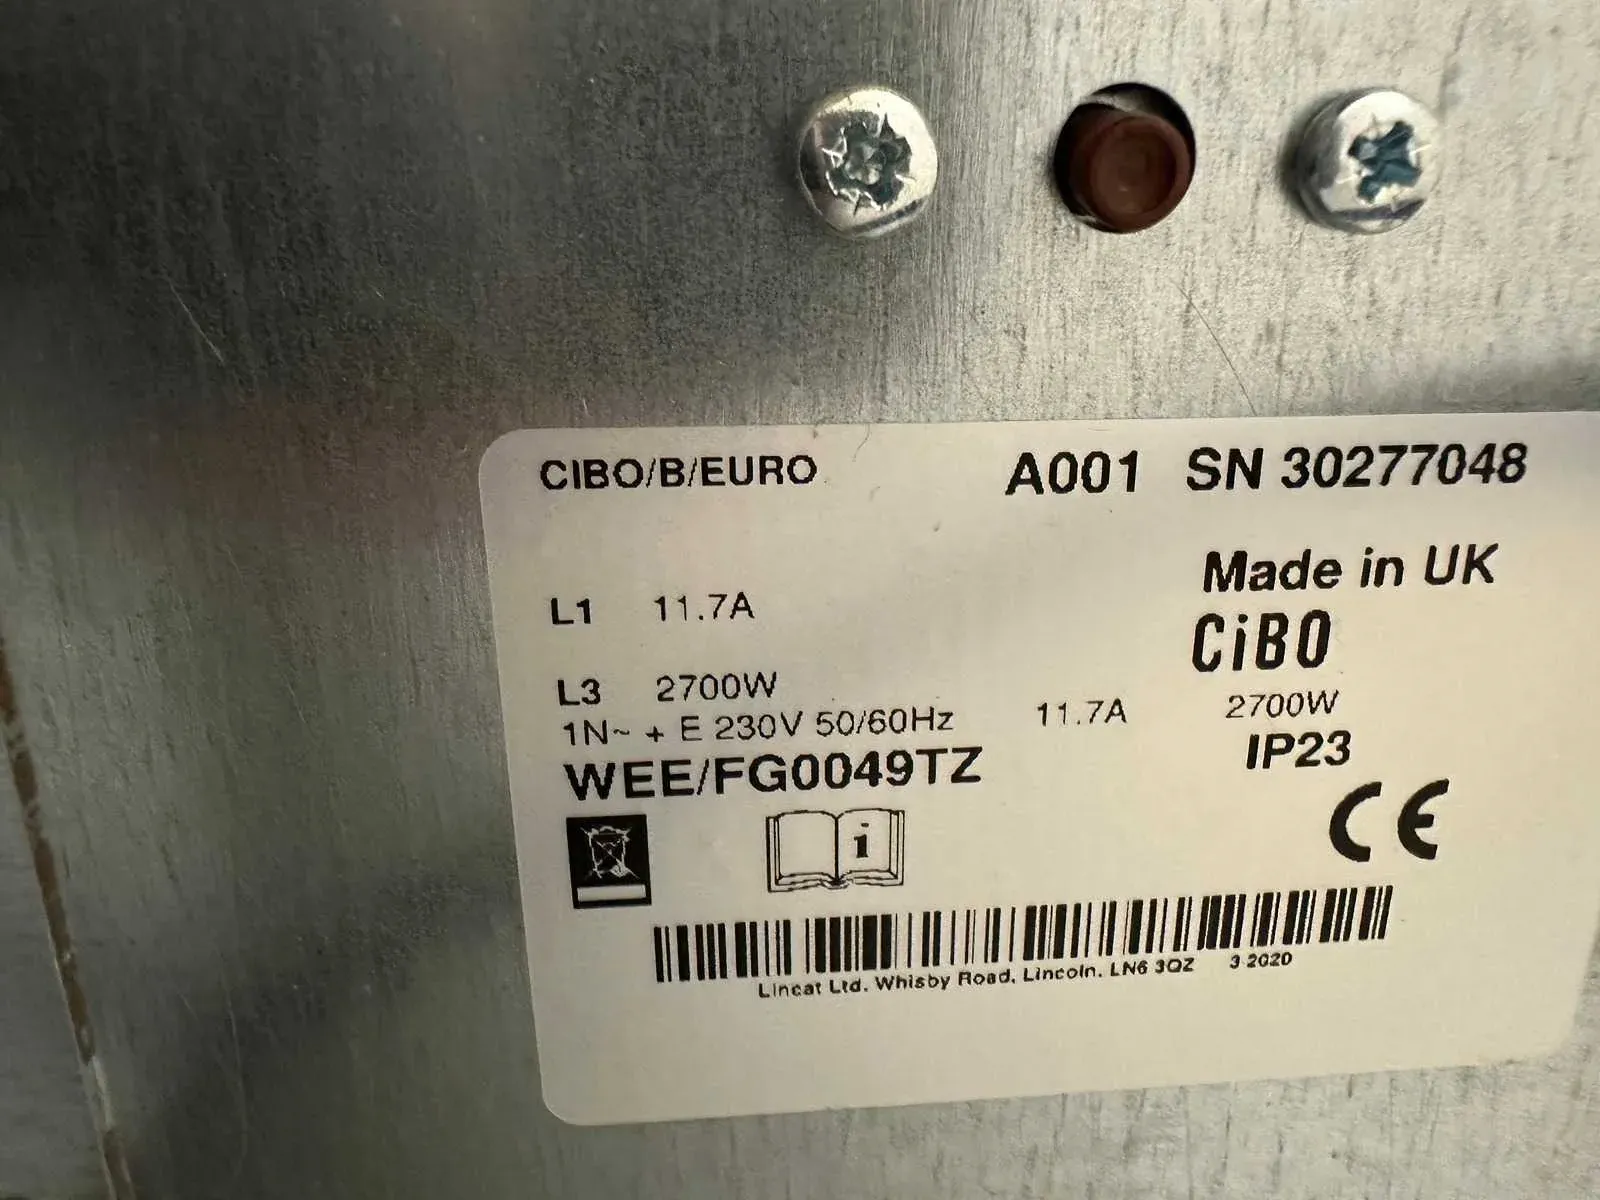 CIBO/B/EURO A001 SN 30277048
Made in UK
L1 11.7A
CiBO
L3 2700W
1N~ + E 230V 50/60Hz 11.7A 2700W
WEE/FG0049TZ IP23
i
CE
Lincat Ltd. Whisby Road, Lincoln. LN6 3QZ 3 2020